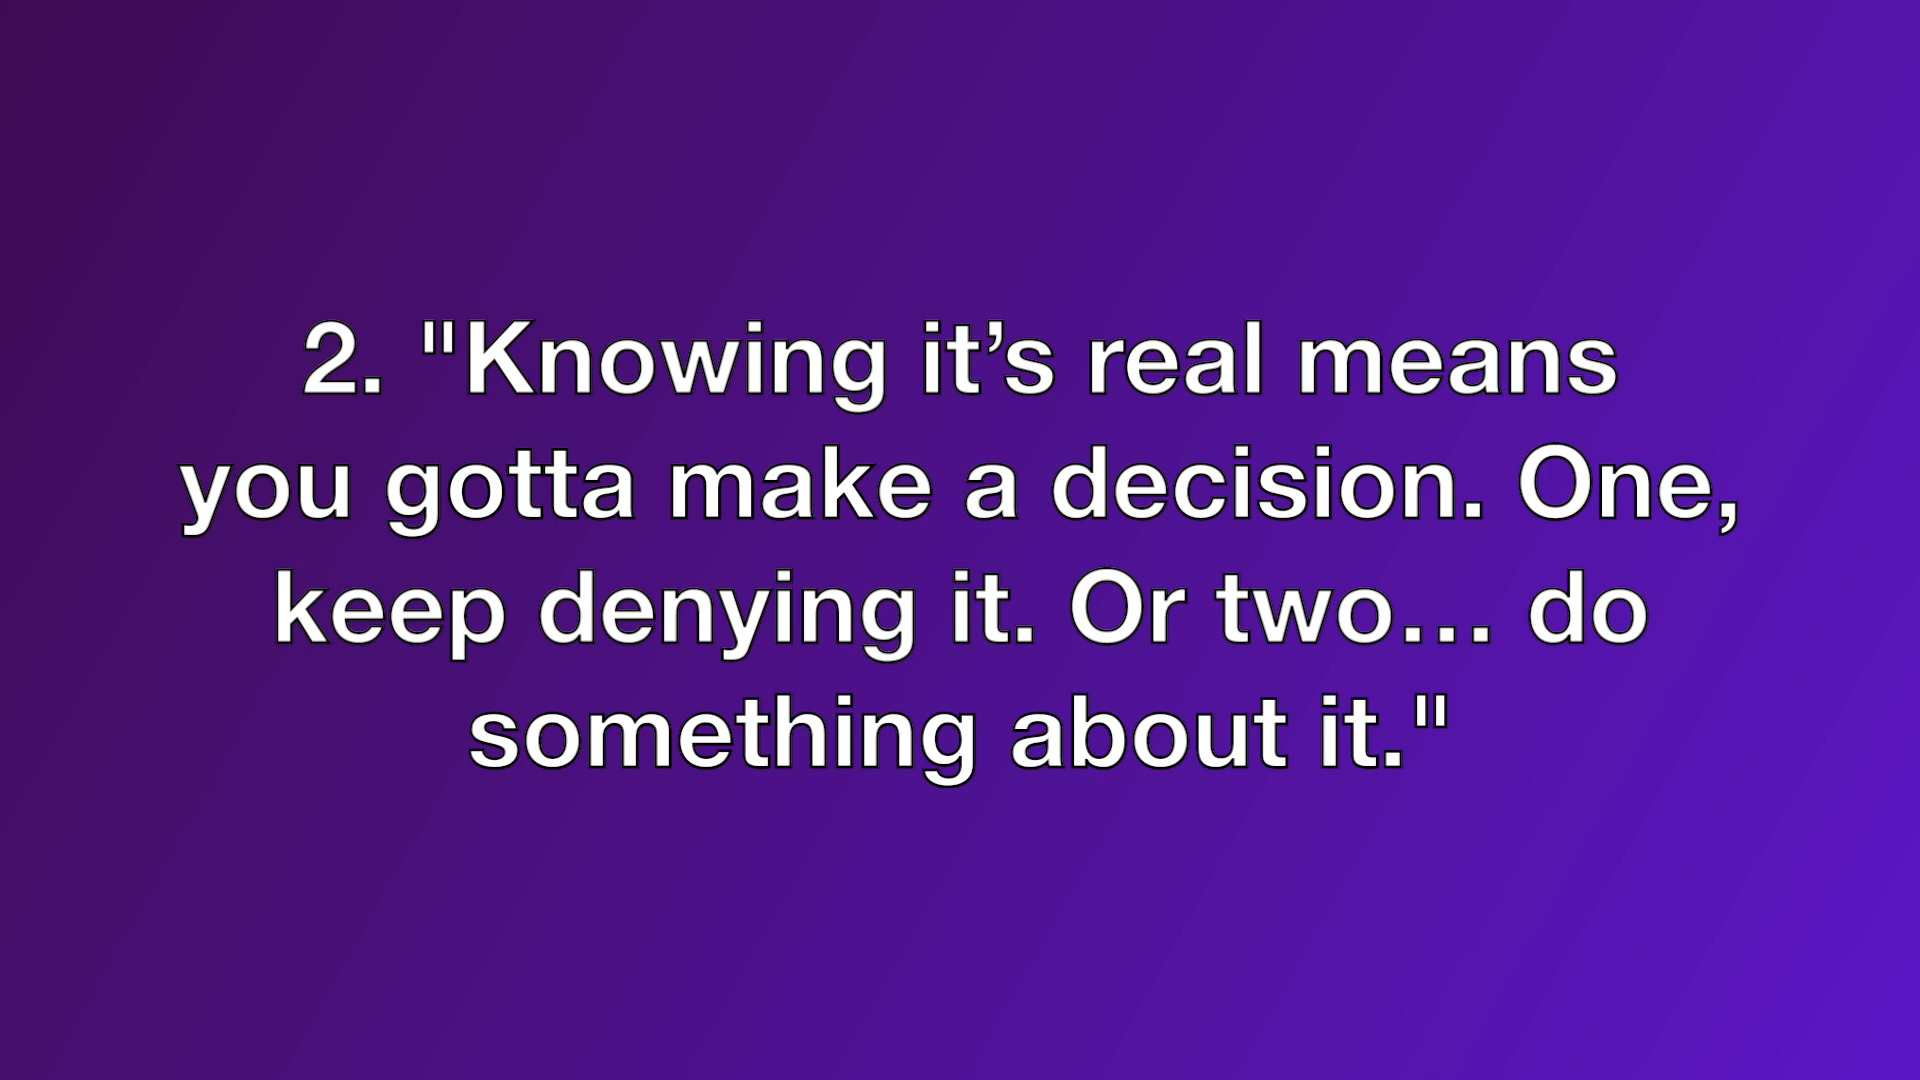 2. "Knowing it’s real means
you gotta make a decision. One,
keep denying it. Or two… do
something about it."